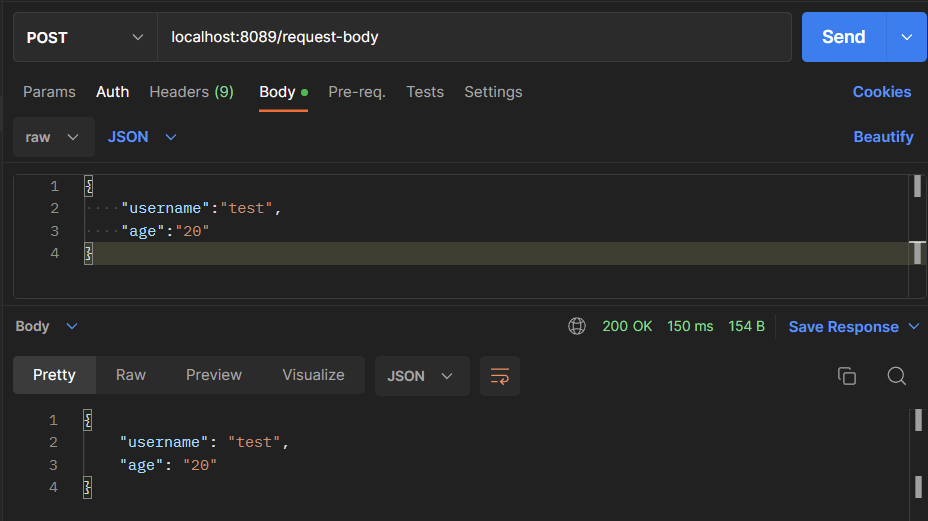 POST localhost:8089/request-body Send
Params Auth Headers (9) Body Pre-req. Tests Settings Cookies
raw JSON Beautify
1 {
2 "username":"test",
3 "age":"20"
4 }
Body 200 OK 150 ms 154 B Save Response
Pretty Raw Preview Visualize JSON
1 {
2 "username": "test",
3 "age": "20"
4 }